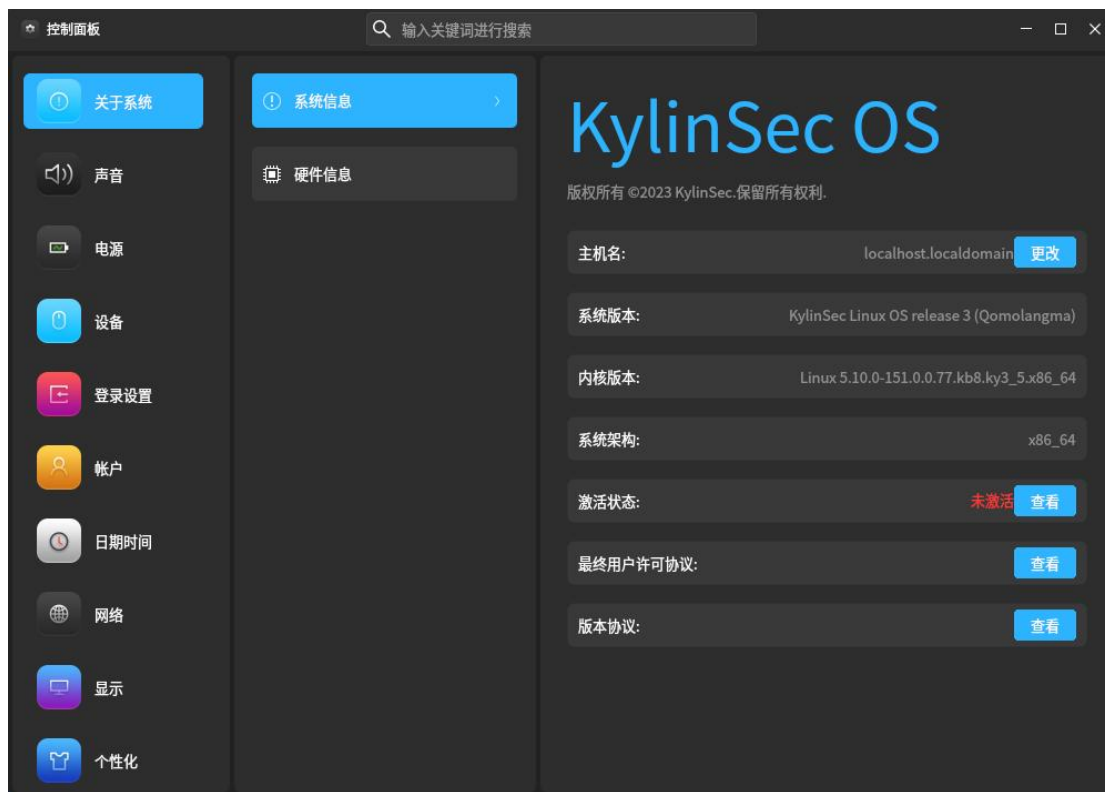 控制面板
输入关键词进行搜索
关于系统
声音
电源
设备
登录设置
帐户
日期时间
网络
显示
个性化
系统信息
硬件信息
KylinSec OS
版权所有 ©2023 KylinSec.保留所有权利.
主机名: localhost.localdomain 更改
系统版本: KylinSec Linux OS release 3 (Qomolangma)
内核版本: Linux 5.10.0-151.0.0.77.kb8.ky3_5.x86_64
系统架构: x86_64
激活状态: 未激活 查看
最终用户许可协议: 查看
版本协议: 查看